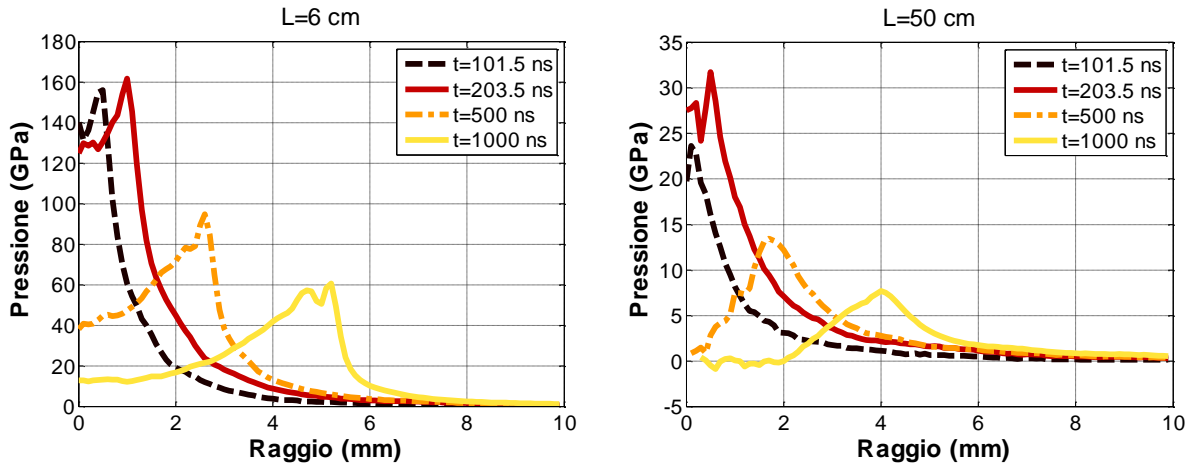 L=6 cm
180
160
140
120
100
80
60
40
20
0
Pressione (GPa)
0 2 4 6 8 10
Raggio (mm)
t=101.5 ns
t=203.5 ns
t=500 ns
t=1000 ns
L=50 cm
35
30
25
20
15
10
5
0
-5
Pressione (GPa)
0 2 4 6 8 10
Raggio (mm)
t=101.5 ns
t=203.5 ns
t=500 ns
t=1000 ns